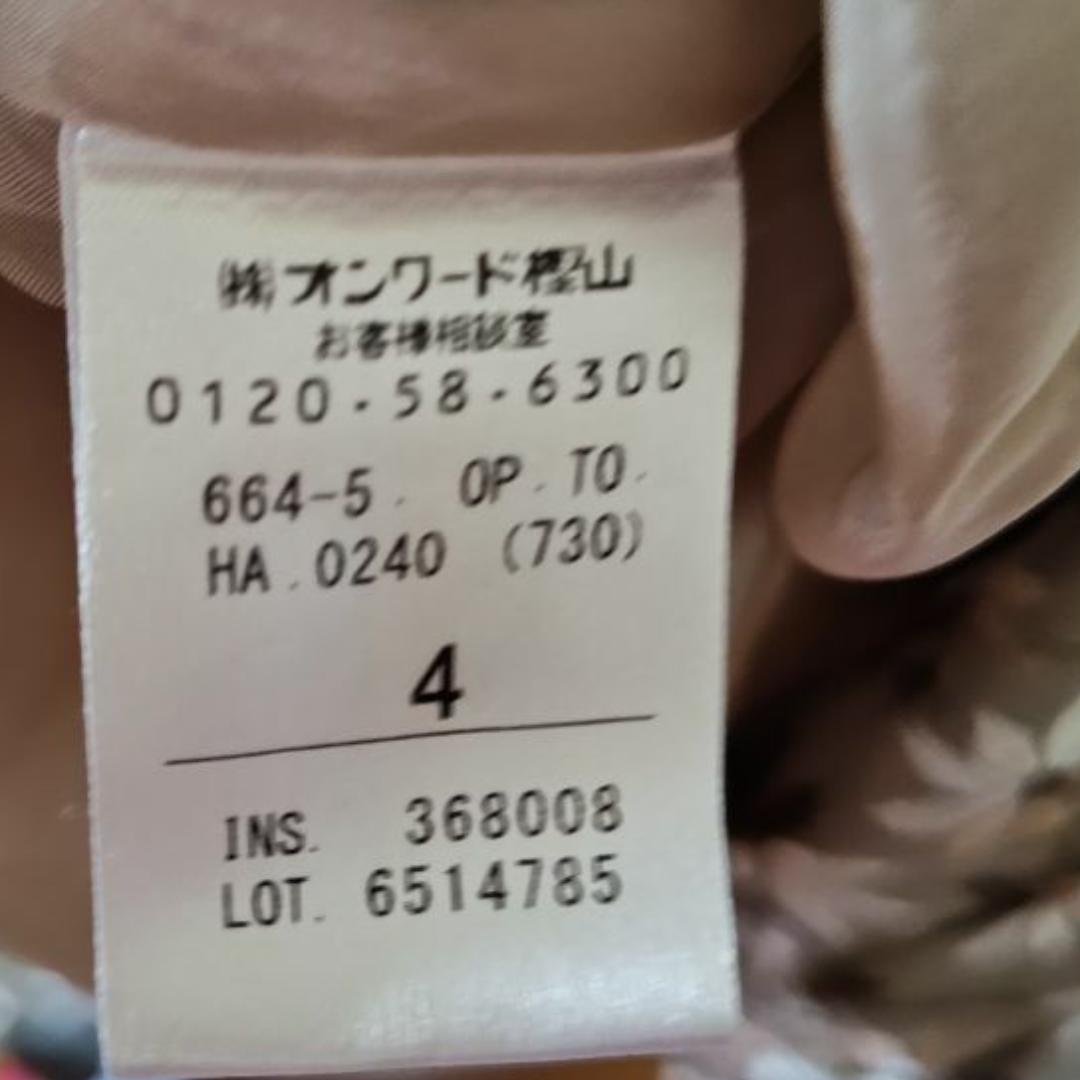 ㈱オンワード樫山
お客様相談室
0120-58-6300
664-5. OP. TO.
HA.0240 (730)
4
INS. 368008
LOT. 6514785